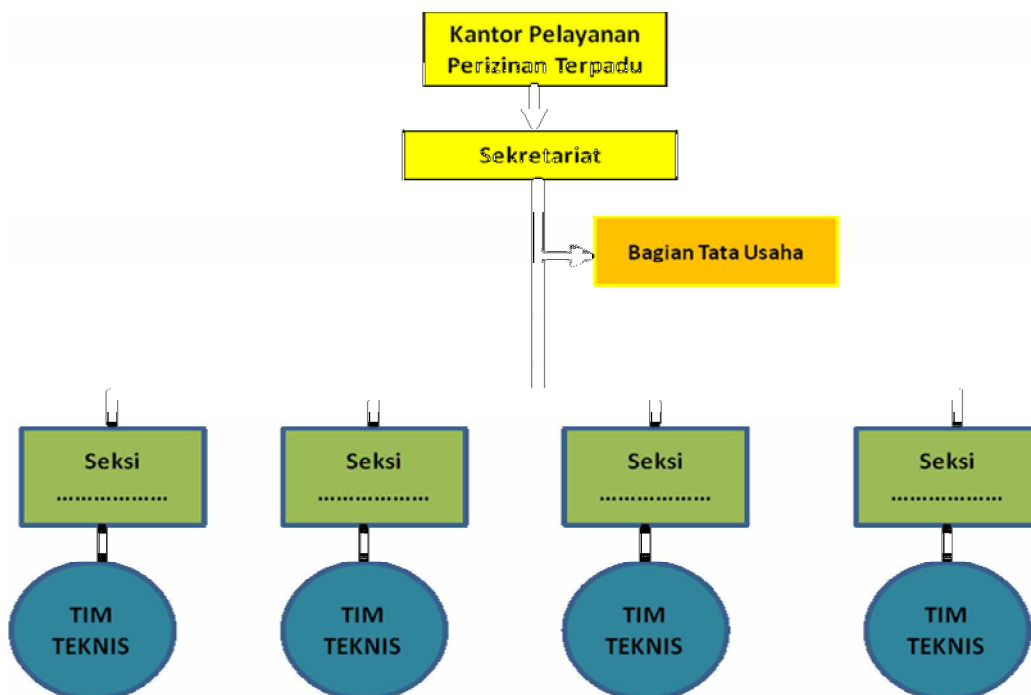 Kantor Pelayanan
Perizinan Terpadu
Sekretariat
Bagian Tata Usaha
Seksi
..................
Seksi
..................
Seksi
..................
Seksi
..................
TIM
TEKNIS
TIM
TEKNIS
TIM
TEKNIS
TIM
TEKNIS